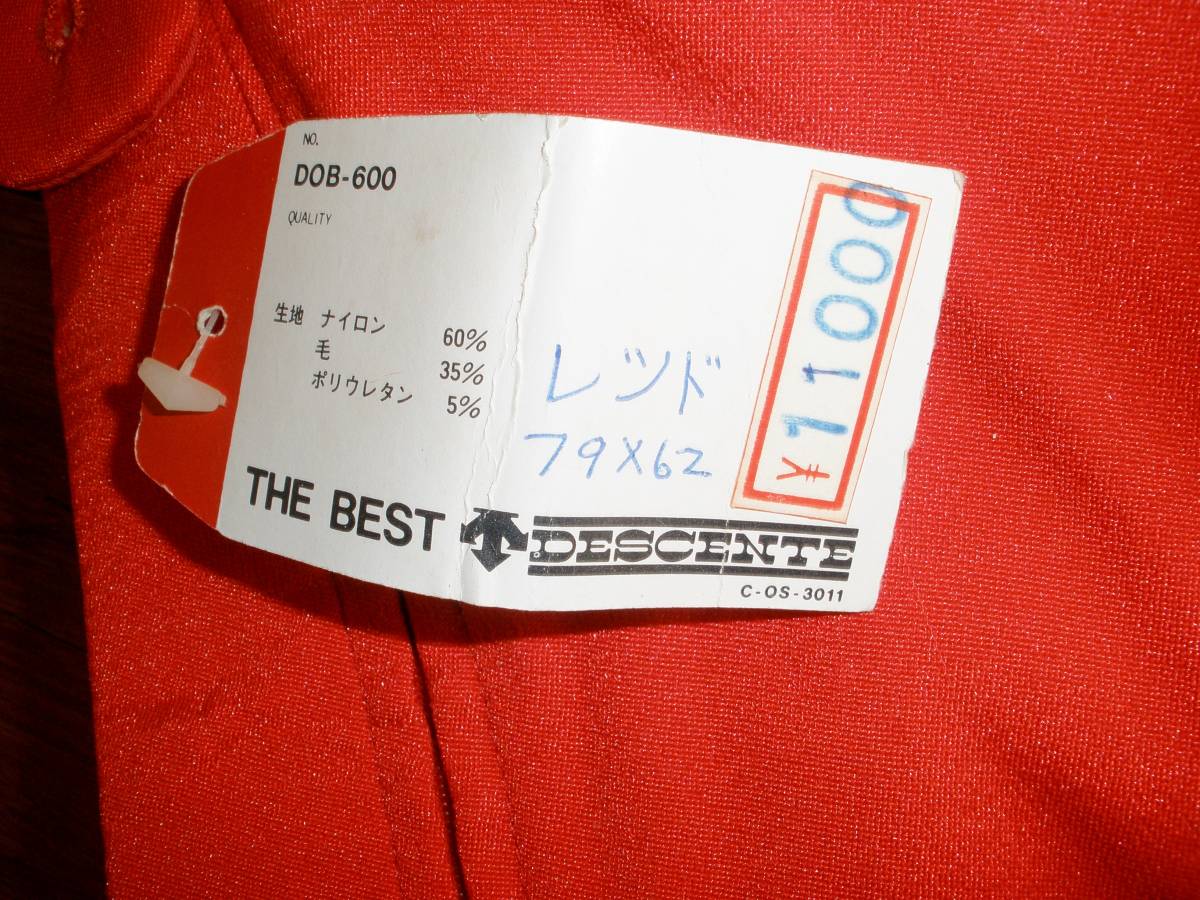 NO.
DOB-600
QUALITY
生地 ナイロン 60%
毛 35%
ポリウレタン 5%
レツド
79X62
¥11000
THE BEST DESCENTE
C-OS-3011